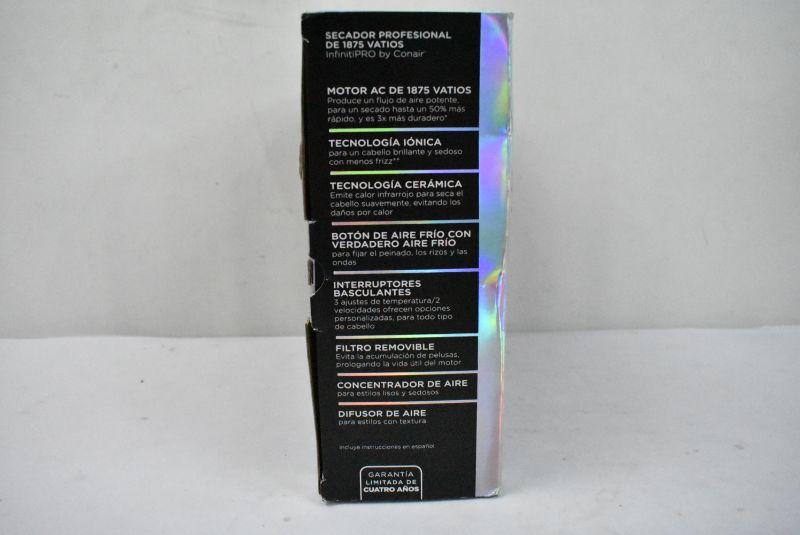 SECADOR PROFESIONAL
DE 1875 VATIOS
InfinitiPRO by Conair
MOTOR AC DE 1875 VATIOS
Produce un flujo de aire potente,
para un secado hasta un 50% más
rápido, y es 3x más duradero*
TECNOLOGÍA IÓNICA
para un cabello brillante y sedoso
con menos frizz**
TECNOLOGÍA CERÁMICA
Emite calor infrarrojo para seca el
cabello suavemente, evitando los
daños por calor
BOTÓN DE AIRE FRÍO CON
VERDADERO AIRE FRÍO
para fijar el peinado, los rizos y las
ondas
INTERRUPTORES
BASCULANTES
3 ajustes de temperatura/2
velocidades ofrecen opciones
personalizadas, para todo tipo
de cabello
FILTRO REMOVIBLE
Evita la acumulación de pelusas,
prologando la vida útil del motor
CONCENTRADOR DE AIRE
para estilos lisos y sedosos
DIFUSOR DE AIRE
para estilos con textura
Incluye instrucciones en español
GARANTÍA
LIMITADA DE
CUATRO AÑOS